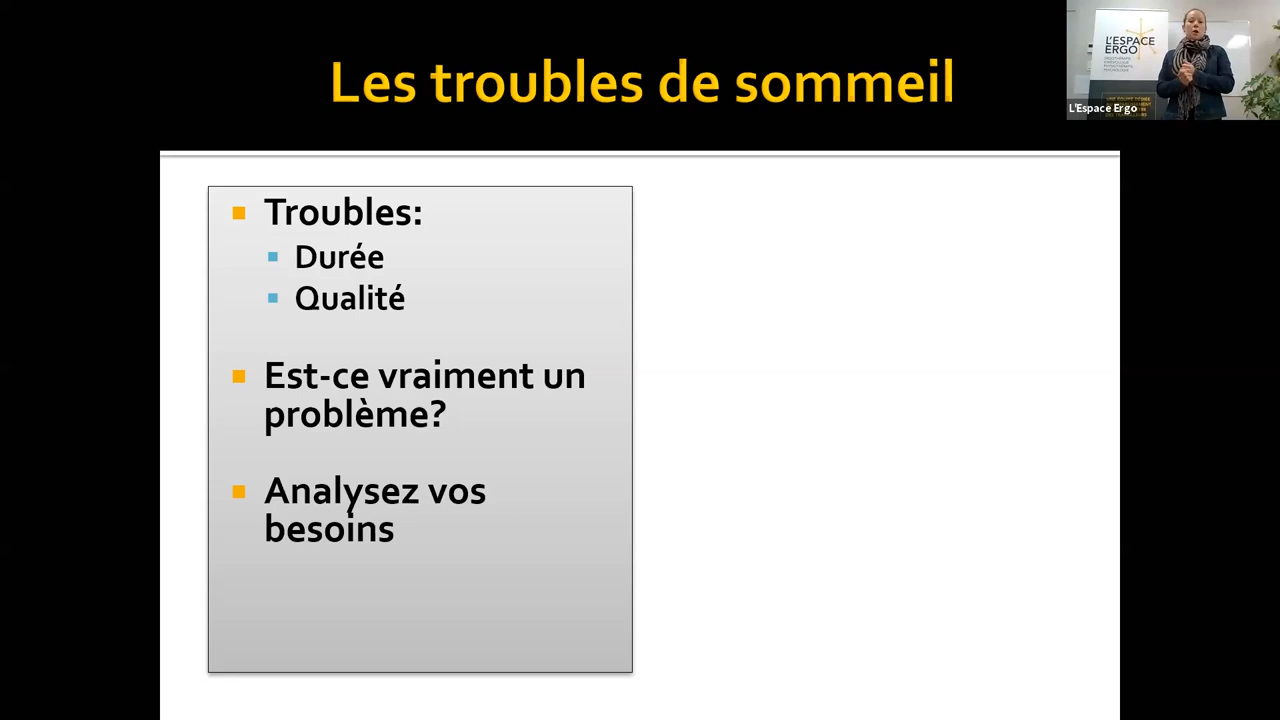 Les troubles de sommeil
L'ESPACE
ERGO
L'Espace Ergo
Troubles:
Durée
Qualité
Est-ce vraiment un
problème?
Analysez vos
besoins